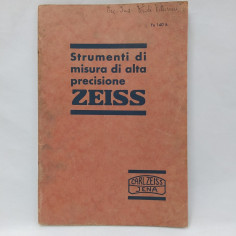 Strumenti di
misura di alta
precisione
ZEISS
CARL ZEISS
JENA